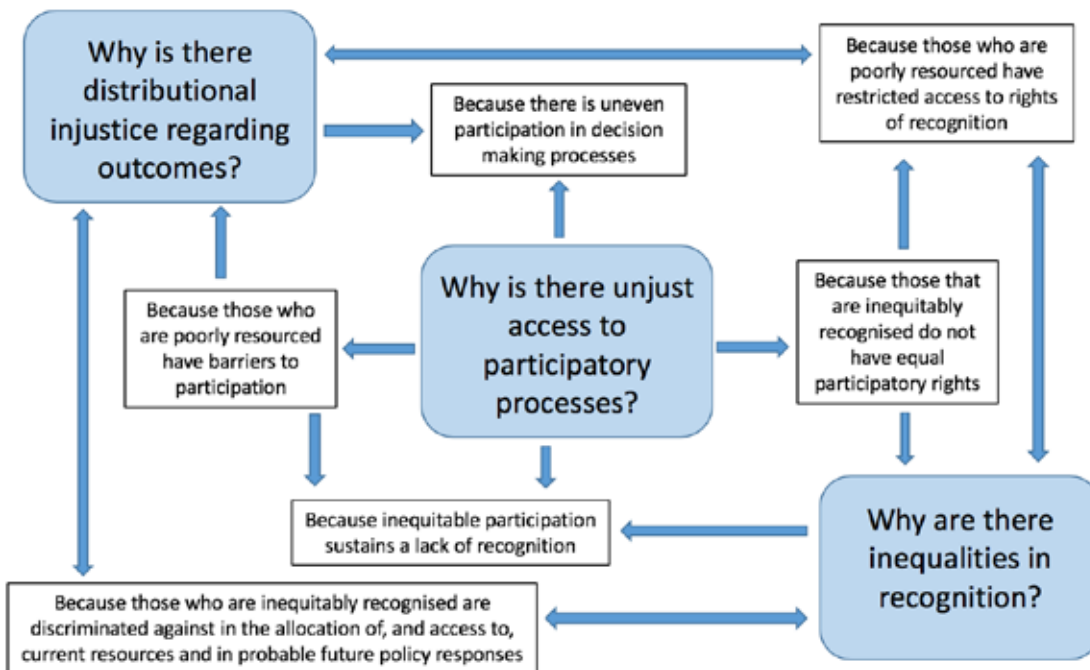 Why is there
distributional
injustice regarding
outcomes?
Because there is uneven
participation in decision
making processes
Because those who are
poorly resourced have
restricted access to rights
of recognition
Because those who
are poorly resourced
have barriers to
participation
Why is there unjust
access to
participatory
processes?
Because those that
are inequitably
recognised do not
have equal
participatory rights
Because inequitable participation
sustains a lack of recognition
Why are there
inequalities in
recognition?
Because those who are inequitably recognised are
discriminated against in the allocation of, and access to,
current resources and in probable future policy responses